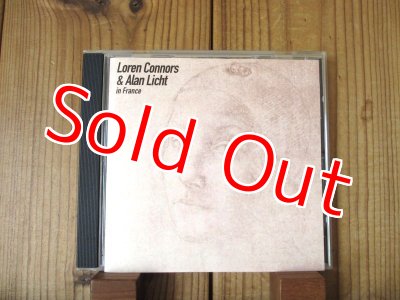 Loren Connors
& Alan Licht
in France
Sold Out